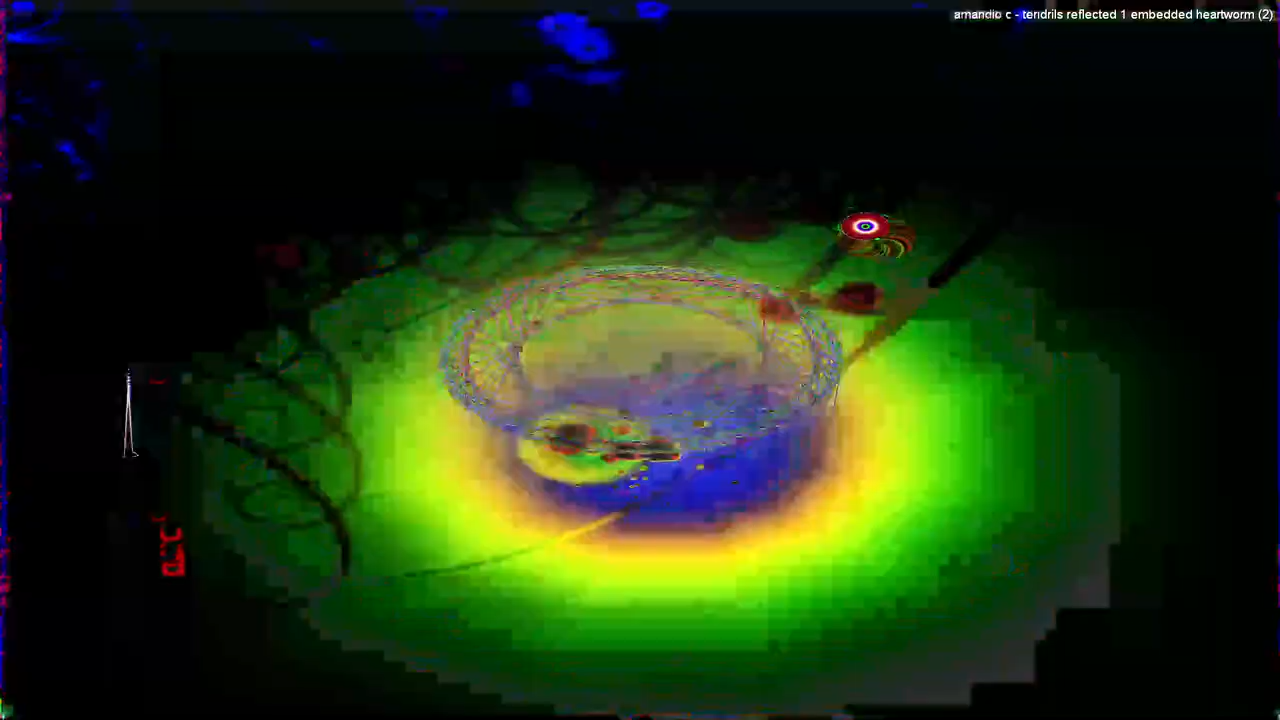 amandio c - tendrils reflected 1 embedded heartworm (2)